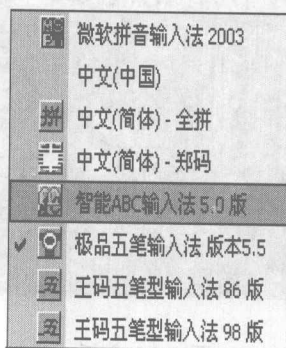 微软拼音输入法 2003
中文(中国)
中文(简体) - 全拼
中文(简体) - 郑码
智能ABC输入法 5.0 版
极品五笔输入法 版本5.5
王码五笔型输入法 86 版
王码五笔型输入法 98 版